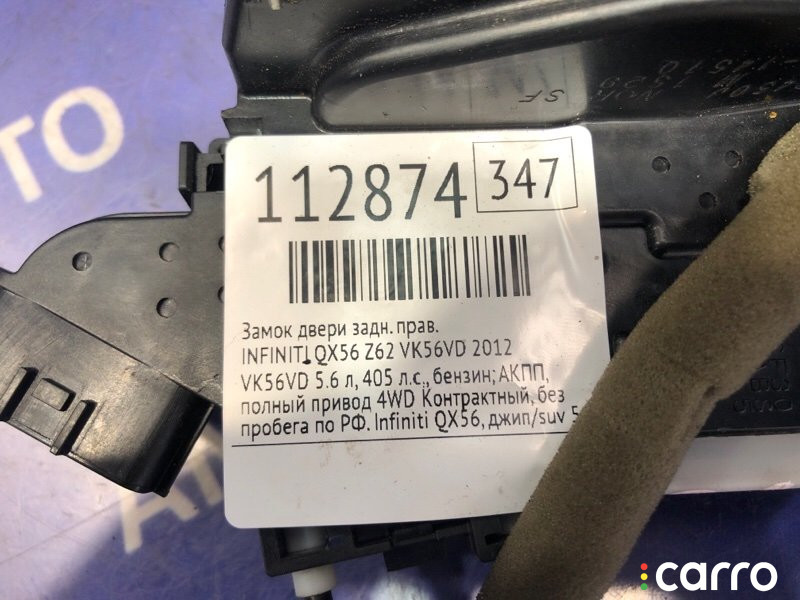 112874 347
Замок двери задн. прав.
INFINITI QX56 Z62 VK56VD 2012
VK56VD 5.6 л, 405 л.с., бензин; АКПП,
полный привод 4WD Контрактный, без
пробега по РФ. Infiniti QX56, джип/suv 5
SF
carro